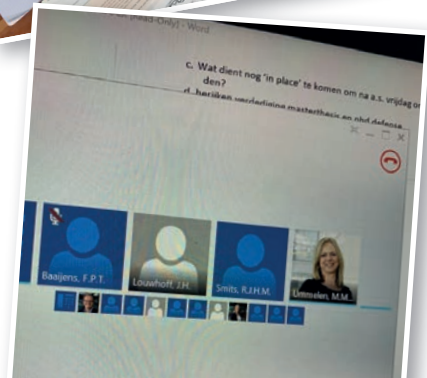 [Read-Only] - Word
c. Wat dient nog 'in place' te komen om na a.s. vrijdag
den?
d. herijken verdediging masterthesis en phd defense
Baaijens, F.P.T.
Louwhoff, J.H.
Smits, R.J.H.M.
Ummelen, M.M.